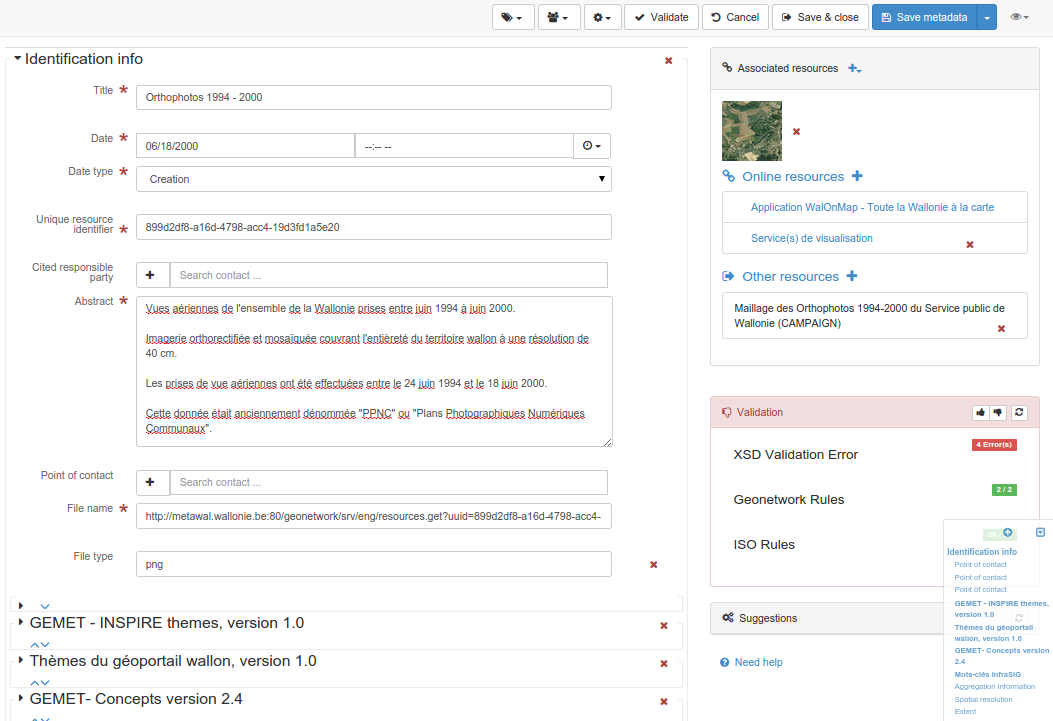 Validate
Cancel
Save & close
Save metadata
Identification info
Title *
Orthophotos 1994 - 2000
Date *
06/18/2000
--:-- --
Date type *
Creation
Unique resource
identifier *
899d2df8-a16d-4798-acc4-19d3fd1a5e20
Cited responsible
party
Search contact ...
Abstract *
Vues aériennes de l'ensemble de la Wallonie prises entre juin 1994 à juin 2000.
Imagerie orthorectifiée et mosaïquée couvrant l'entièreté du territoire wallon à une résolution de
40 cm.
Les prises de vue aériennes ont été effectuées entre le 24 juin 1994 et le 18 juin 2000.
Cette donnée était anciennement dénommée "PPNC" ou "Plans Photographiques Numériques
Communaux".
Point of contact
Search contact ...
File name *
http://metawal.wallonie.be:80/geonetwork/srv/eng/resources.get?uuid=899d2df8-a16d-4798-acc4-
File type
png
GEMET - INSPIRE themes, version 1.0
Thèmes du géoportail wallon, version 1.0
GEMET- Concepts version 2.4
Associated resources
Online resources
Application WalOnMap - Toute la Wallonie à la carte
Service(s) de visualisation
Other resources
Maillage des Orthophotos 1994-2000 du Service public de
Wallonie (CAMPAIGN)
Validation
XSD Validation Error
4 Error(s)
Geonetwork Rules
2 / 2
ISO Rules
Suggestions
Need help
Identification info
Point of contact
Point of contact
Point of contact
GEMET - INSPIRE themes,
version 1.0
Thèmes du géoportail
wallon, version 1.0
GEMET- Concepts version
2.4
Mots-clés InfraSIG
Aggregation Information
Spatial resolution
Extent